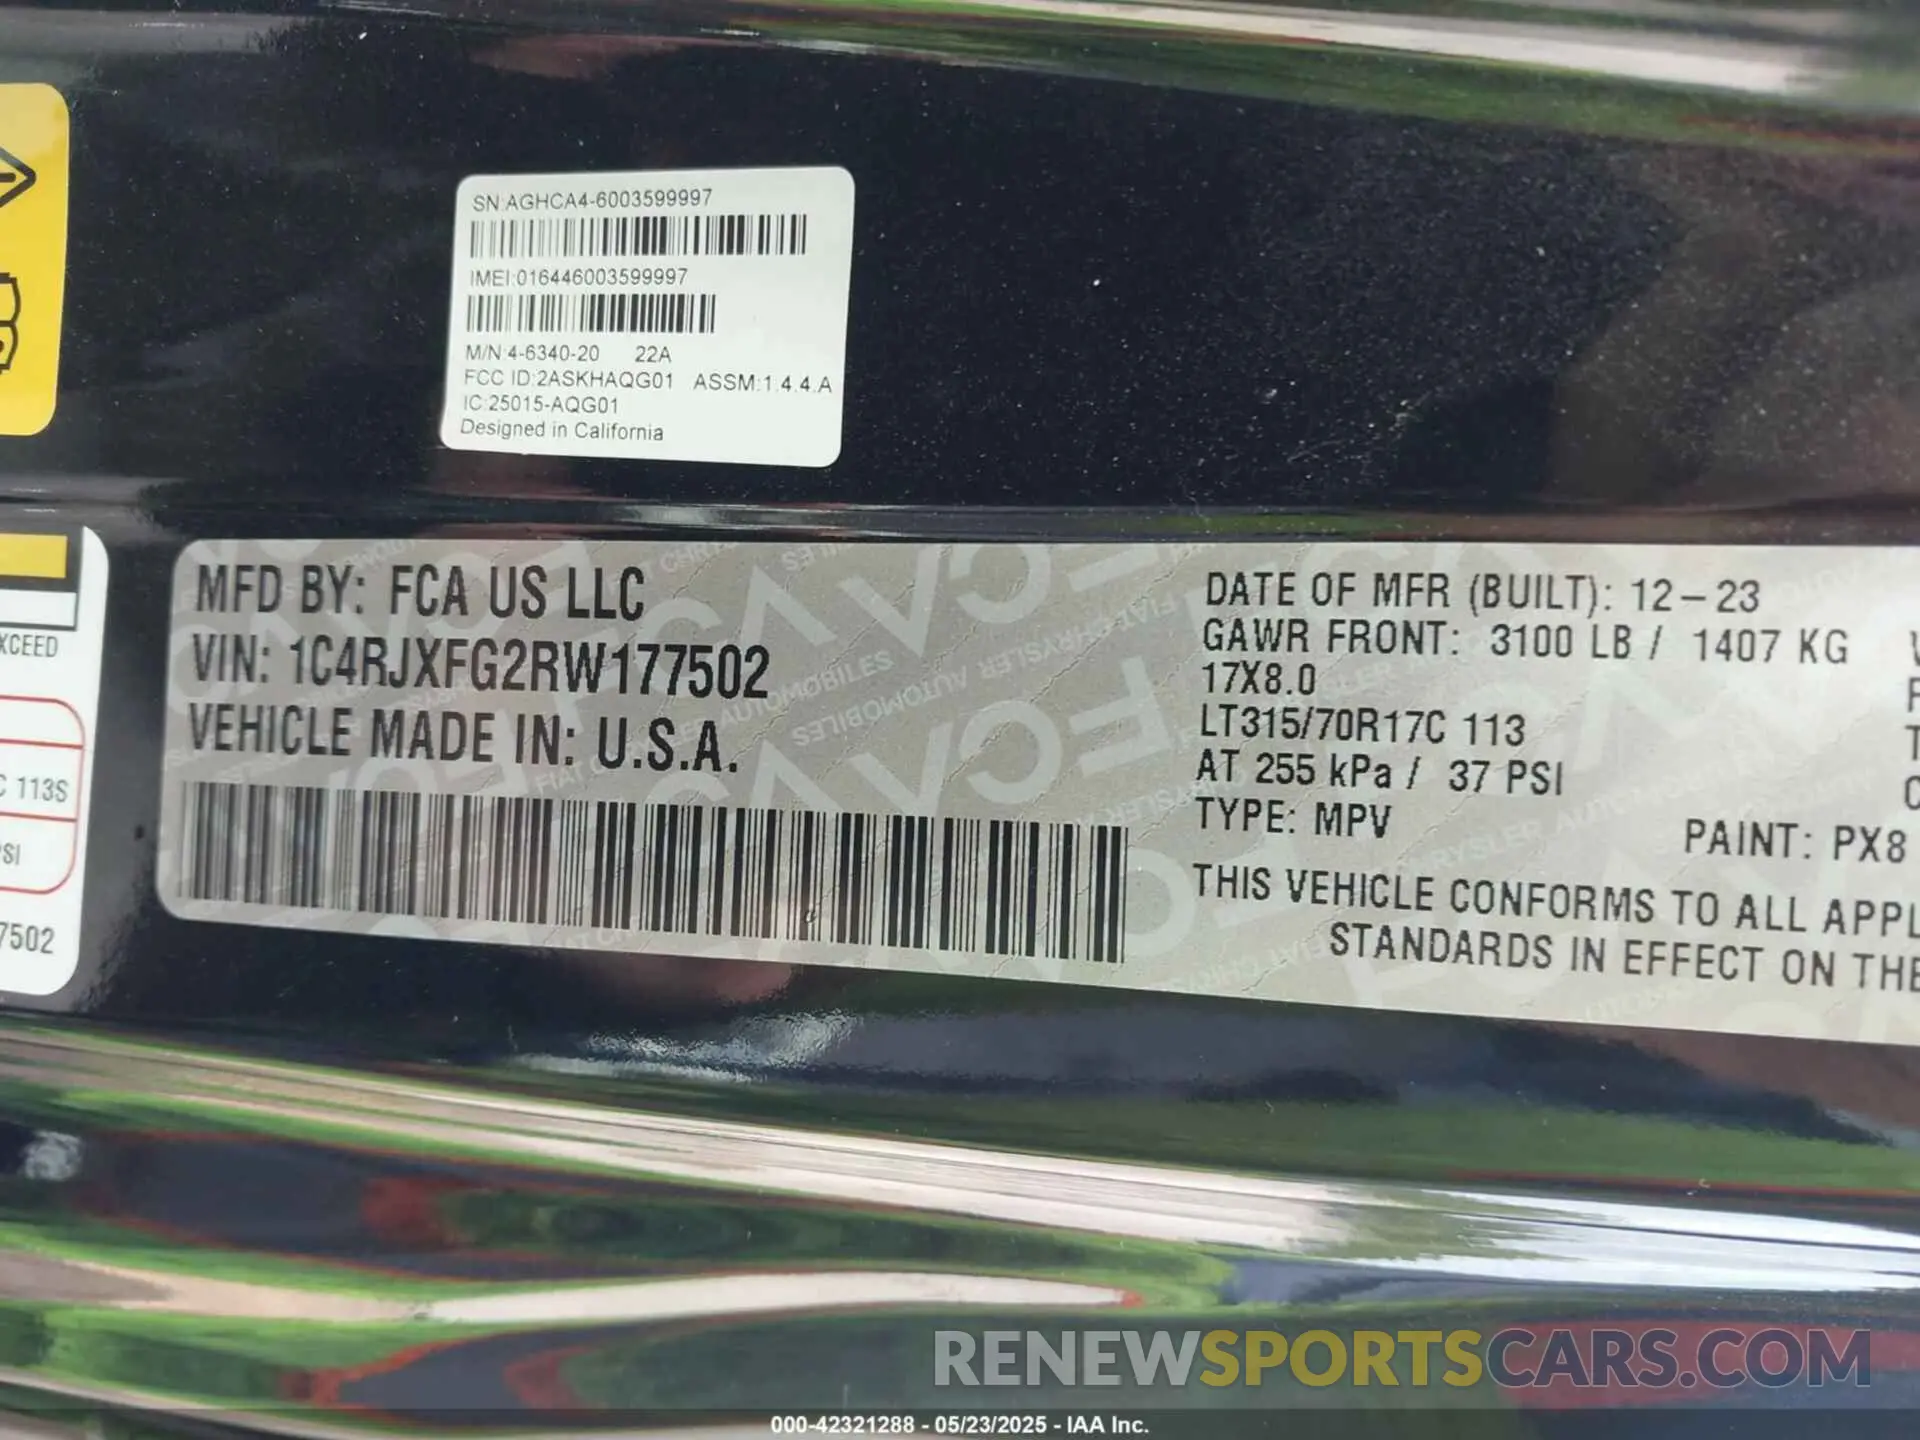 SN:AGHCA4-6003599997
IMEI:016446003599997
M/N:4-6340-20 22A
FCC ID:2ASKHAQG01 ASSM:1.4.4.A
IC:25015-AQG01
Designed in California
XCEED
C 113S
PSI
7502
MFD BY: FCA US LLC
VIN: 1C4RJXFG2RW177502
VEHICLE MADE IN: U.S.A.
DATE OF MFR (BUILT): 12-23
GAWR FRONT: 3100 LB / 1407 KG
17X8.0
LT315/70R17C 113
AT 255 kPa / 37 PSI
TYPE: MPV
PAINT: PX8
THIS VEHICLE CONFORMS TO ALL APPL
STANDARDS IN EFFECT ON THE
RENEWSPORTSCARS.COM
000-42321288 - 05/23/2025 - IAA Inc.